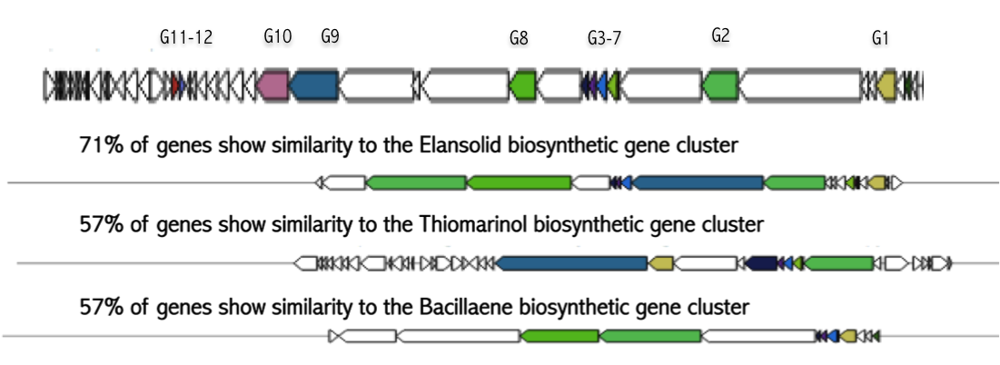 G11-12 G10 G9 G8 G3-7 G2 G1
71% of genes show similarity to the Elansolid biosynthetic gene cluster
57% of genes show similarity to the Thiomarinol biosynthetic gene cluster
57% of genes show similarity to the Bacillaene biosynthetic gene cluster